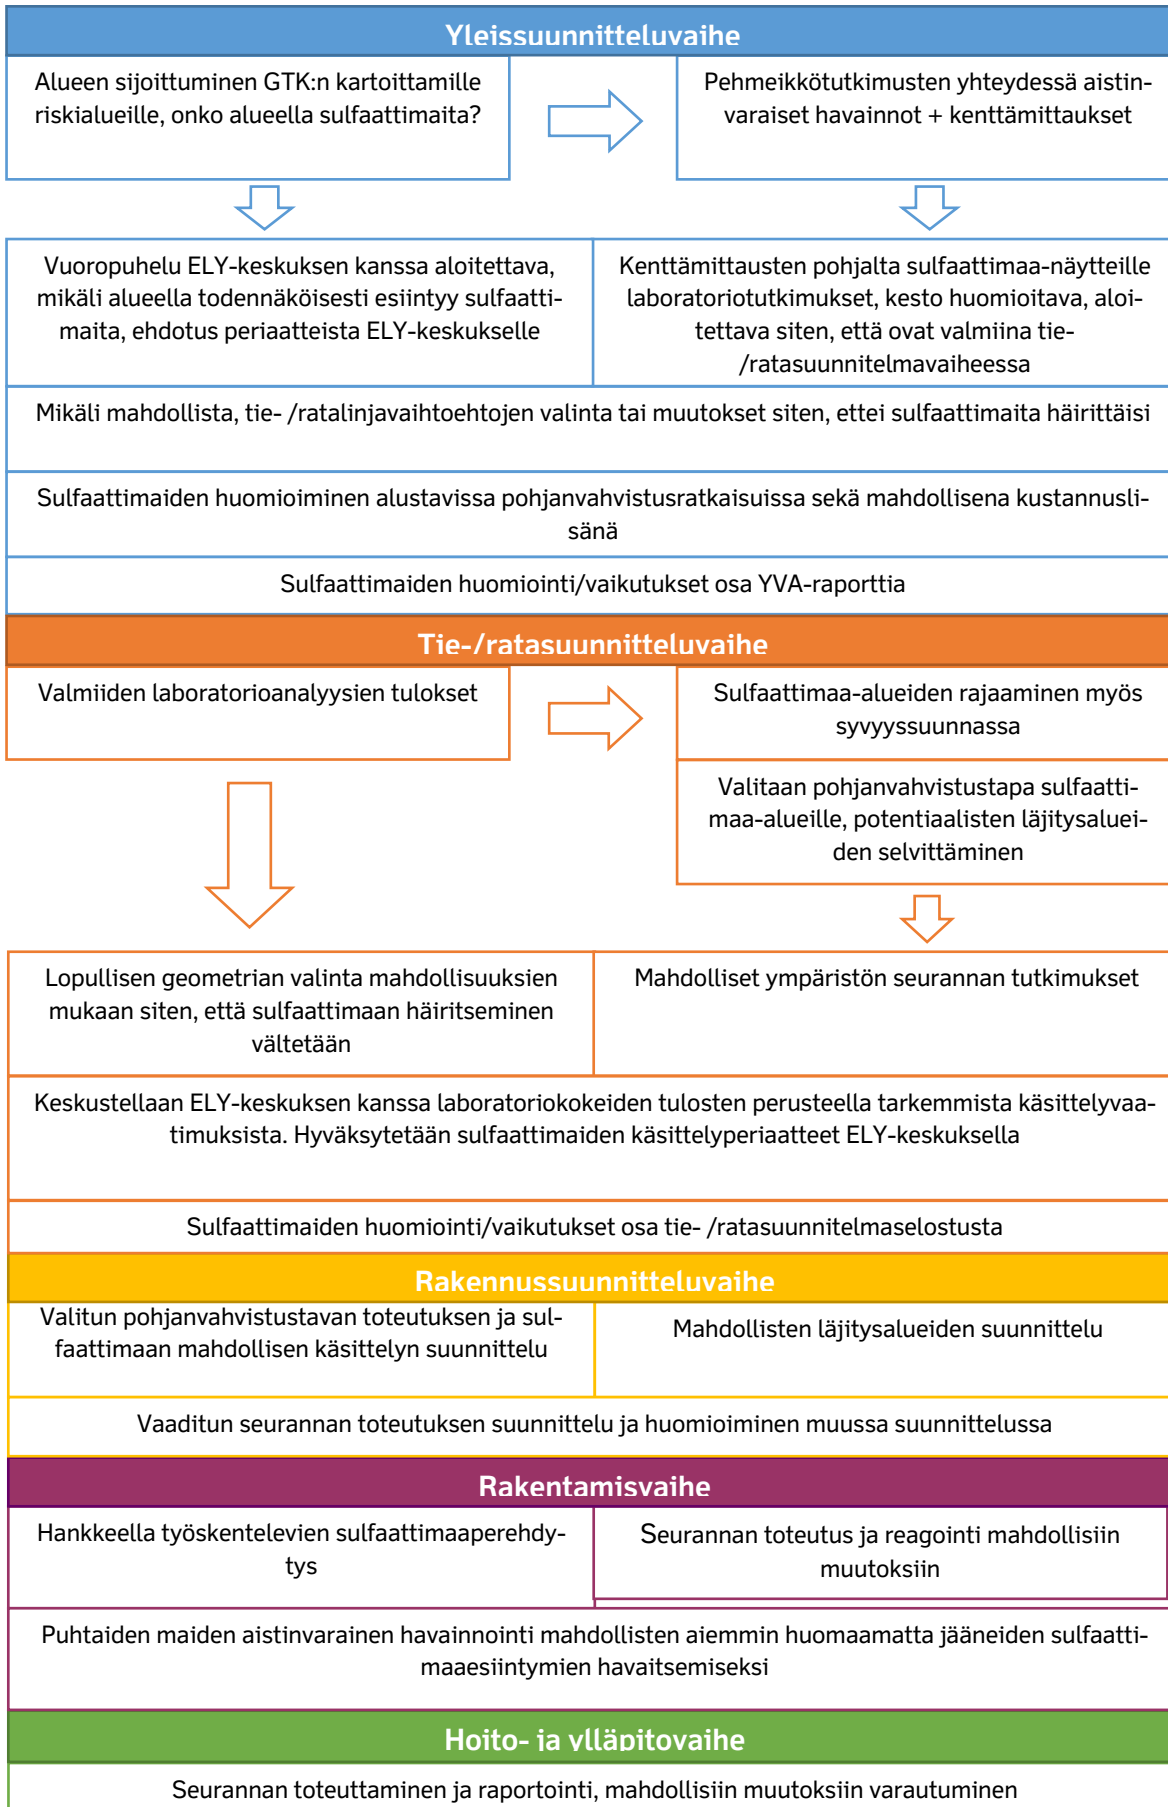 Yleissuunnitteluvaihe
Alueen sijoittuminen GTK:n kartoittamille
riskialueille, onko alueella sulfaattimaita?
Pehmeikkötutkimusten yhteydessä aistin-
varaiset havainnot + kenttämittaukset
Vuoropuhelu ELY-keskuksen kanssa aloitettava,
mikäli alueella todennäköisesti esiintyy sulfaatti-
maita, ehdotus periaatteista ELY-keskukselle
Kenttämittausten pohjalta sulfaattimaa-näytteille
laboratoriotutkimukset, kesto huomioitava, aloi-
tettava siten, että ovat valmiina tie-
/ratasuunnitelmavaiheessa
Mikäli mahdollista, tie- /ratalinjavaihtoehtojen valinta tai muutokset siten, ettei sulfaattimaita häirittäisi
Sulfaattimaiden huomioiminen alustavissa pohjanvahvistusratkaisuissa sekä mahdollisena kustannusli-
sänä
Sulfaattimaiden huomiointi/vaikutukset osa YVA-raporttia
Tie-/ratasuunnitteluvaihe
Valmiiden laboratorioanalyysien tulokset
Sulfaattimaa-alueiden rajaaminen myös
syvyyssuunnassa
Valitaan pohjanvahvistustapa sulfaatti-
maa-alueille, potentiaalisten läjitysaluei-
den selvittäminen
Lopullisen geometrian valinta mahdollisuuksien
mukaan siten, että sulfaattimaan häiritseminen
vältetään
Mahdolliset ympäristön seurannan tutkimukset
Keskustellaan ELY-keskuksen kanssa laboratoriokokeiden tulosten perusteella tarkemmista käsittelyvaa-
timuksista. Hyväksytetään sulfaattimaiden käsittelyperiaatteet ELY-keskuksella
Sulfaattimaiden huomiointi/vaikutukset osa tie- /ratasuunnitelmaselostusta
Rakennussuunnitteluvaihe
Valitun pohjanvahvistustavan toteutuksen ja sul-
faattimaan mahdollisen käsittelyn suunnittelu
Mahdollisten läjitysalueiden suunnittelu
Vaaditun seurannan toteutuksen suunnittelu ja huomioiminen muussa suunnittelussa
Rakentamisvaihe
Hankkeella työskentelevien sulfaattimaaperehdy-
tys
Seurannan toteutus ja reagointi mahdollisiin
muutoksiin
Puhtaiden maiden aistinvarainen havainnointi mahdollisten aiemmin huomaamatta jääneiden sulfaatti-
maaesiintymien havaitsemiseksi
Hoito- ja ylläpitovaihe
Seurannan toteuttaminen ja raportointi, mahdollisiin muutoksiin varautuminen